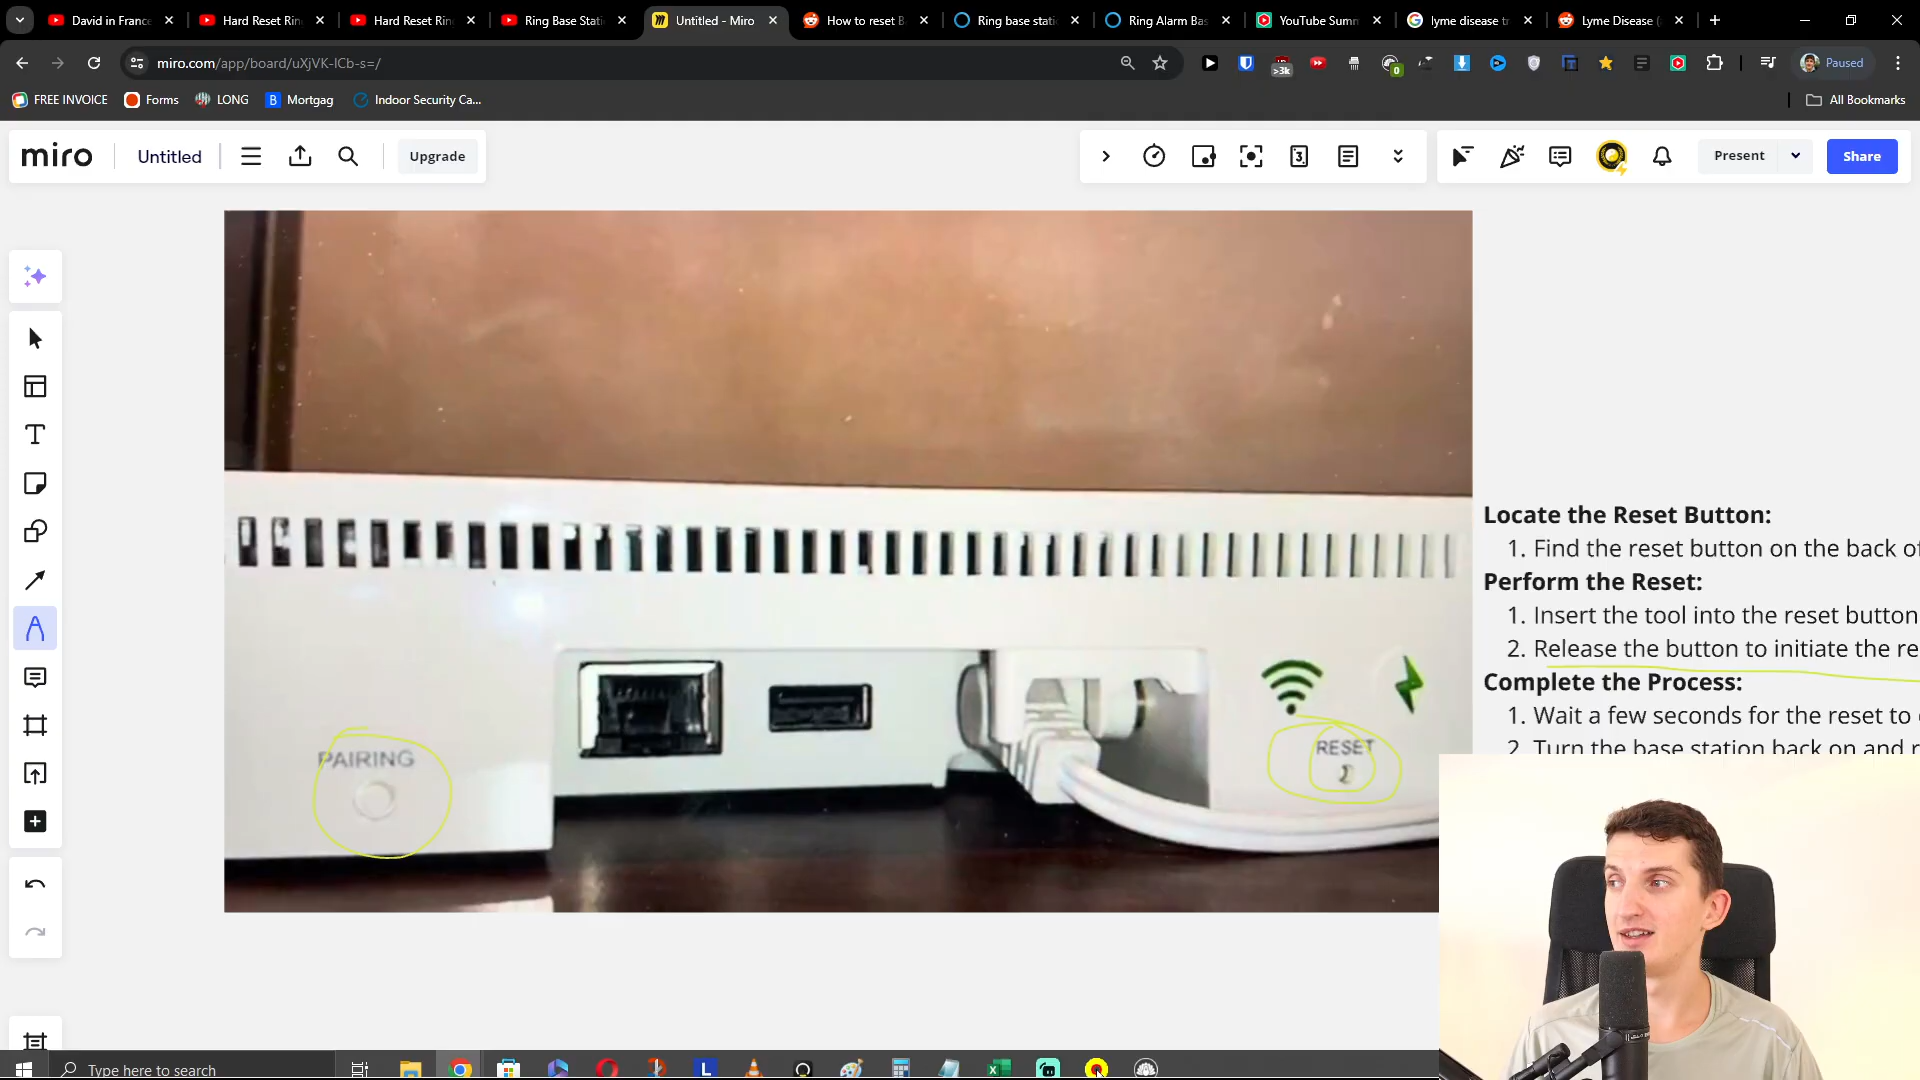 David in France
Hard Reset Rin
Hard Reset Rin
Ring Base Stati
Untitled - Miro
How to reset B
Ring base stati
Ring Alarm Bas
YouTube Summ
lyme disease tr
Lyme Disease (
miro.com/app/board/uXjVK-ICb-s=/
>3k
0
Paused
FREE INVOICE
Forms
LONG
Mortgag
Indoor Security Ca...
All Bookmarks
miro
Untitled
Upgrade
Present
Share
Locate the Reset Button:
1. Find the reset button on the back of
Perform the Reset:
1. Insert the tool into the reset button
2. Release the button to initiate the re
Complete the Process:
1. Wait a few seconds for the reset to
2. Turn the base station back on and r
PAIRING
RESET
Type here to search